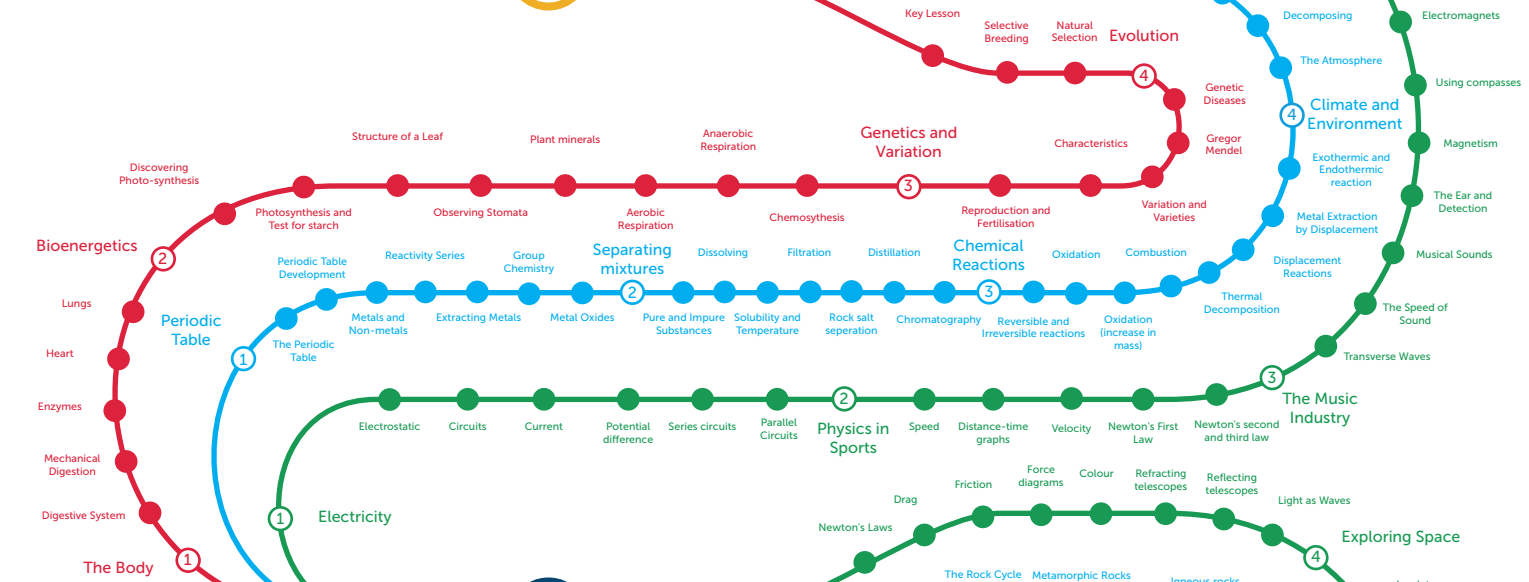 Key Lesson
Selective
Breeding
Natural
Selection
Evolution
4
Genetic
Diseases
Gregor
Mendel
Characteristics
Variation and
Varieties
Genetics and
Variation
3
Reproduction and
Fertilisation
Chemosythesis
Anaerobic
Respiration
Aerobic
Respiration
Plant minerals
Observing Stomata
Structure of a Leaf
Photosynthesis and
Test for starch
Discovering
Photo-synthesis
Bioenergetics
2
Lungs
Heart
Enzymes
Mechanical
Digestion
Digestive System
The Body
1
Decomposing
The Atmosphere
4
Climate and
Environment
Exothermic and
Endothermic
reaction
Metal Extraction
by Displacement
Displacement
Reactions
Thermal
Decomposition
Combustion
Oxidation
(increase in
mass)
Oxidation
Reversible and
Irreversible reactions
Chemical
Reactions
3
Chromatography
Distillation
Rock salt
seperation
Filtration
Solubility and
Temperature
Dissolving
Pure and Impure
Substances
Separating
mixtures
2
Metal Oxides
Group
Chemistry
Extracting Metals
Reactivity Series
Metals and
Non-metals
Periodic Table
Development
The Periodic
Table
Periodic
Table
1
Electromagnets
Using compasses
Magnetism
The Ear and
Detection
Musical Sounds
The Speed of
Sound
Transverse Waves
3
The Music
Industry
Newton's second
and third law
Newton's First
Law
Velocity
Distance-time
graphs
Speed
2
Physics in
Sports
Parallel
Circuits
Series circuits
Potential
difference
Current
Circuits
Electrostatic
1
Electricity
Newton's Laws
Drag
Friction
Force
diagrams
Colour
Refracting
telescopes
Reflecting
telescopes
Light as Waves
Exploring Space
4
The Rock Cycle
Metamorphic Rocks
Igneous rocks